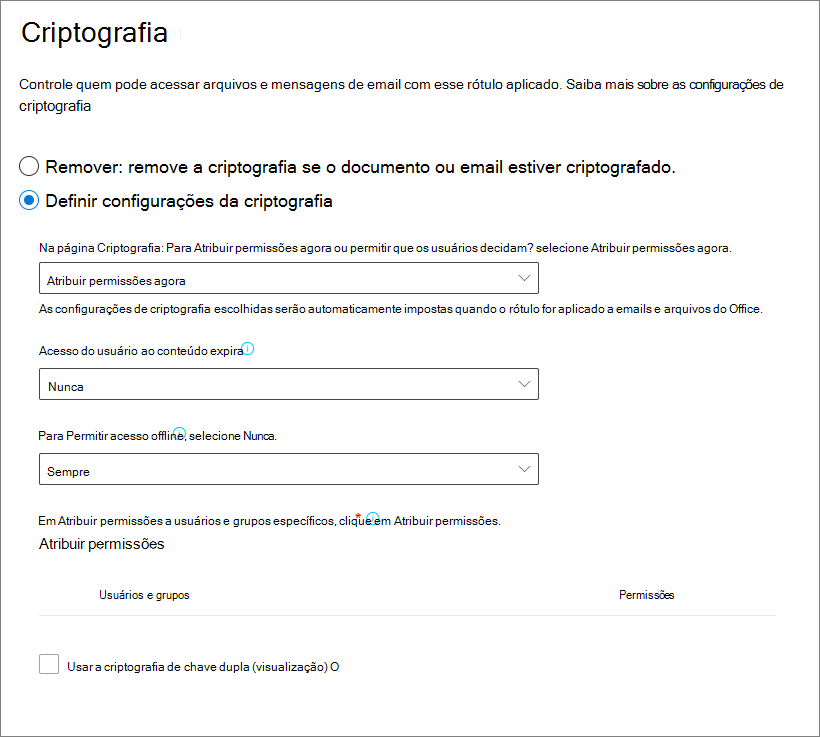 Criptografia
Controle quem pode acessar arquivos e mensagens de email com esse rótulo aplicado. Saiba mais sobre as configurações de
criptografia
Remover: remove a criptografia se o documento ou email estiver criptografado.
Definir configurações da criptografia
Na página Criptografia: Para Atribuir permissões agora ou permitir que os usuários decidam? selecione Atribuir permissões agora.
Atribuir permissões agora
As configurações de criptografia escolhidas serão automaticamente impostas quando o rótulo for aplicado a emails e arquivos do Office.
Acesso do usuário ao conteúdo expira
Nunca
Para Permitir acesso offline, selecione Nunca.
Sempre
Em Atribuir permissões a usuários e grupos específicos, clique em Atribuir permissões. *
Atribuir permissões
Usuários e grupos Permissões
Usar a criptografia de chave dupla (visualização) O